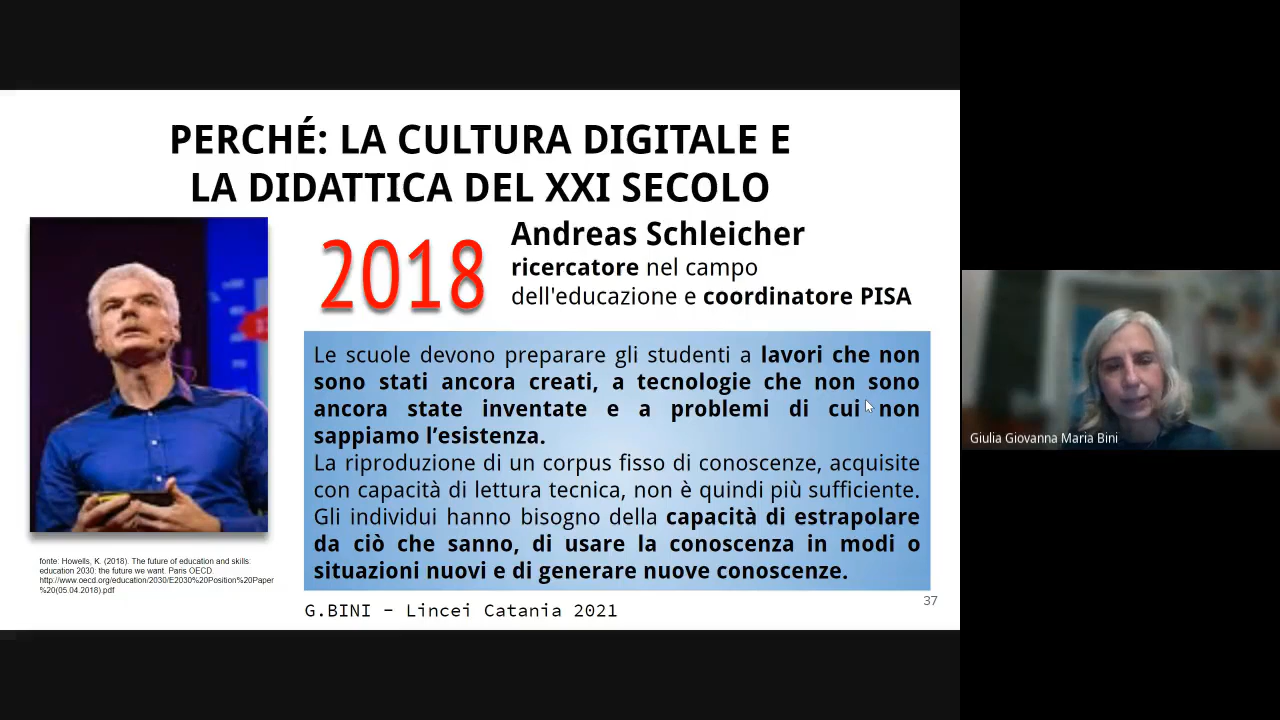 PERCHÉ: LA CULTURA DIGITALE E
LA DIDATTICA DEL XXI SECOLO
2018
Andreas Schleicher
ricercatore nel campo
dell'educazione e coordinatore PISA
Le scuole devono preparare gli studenti a lavori che non
sono stati ancora creati, a tecnologie che non sono
ancora state inventate e a problemi di cui non
sappiamo l’esistenza.
La riproduzione di un corpus fisso di conoscenze, acquisite
con capacità di lettura tecnica, non è quindi più sufficiente.
Gli individui hanno bisogno della capacità di estrapolare
da ciò che sanno, di usare la conoscenza in modi o
situazioni nuovi e di generare nuove conoscenze.
fonte: Howells, K. (2018). The future of education and skills:
education 2030: the future we want. Paris OECD.
http://www.oecd.org/education/2030/E2030%20Position%20Paper
%20(05.04.2018).pdf
37
G.BINI – Lincei Catania 2021
Giulia Giovanna Maria Bini